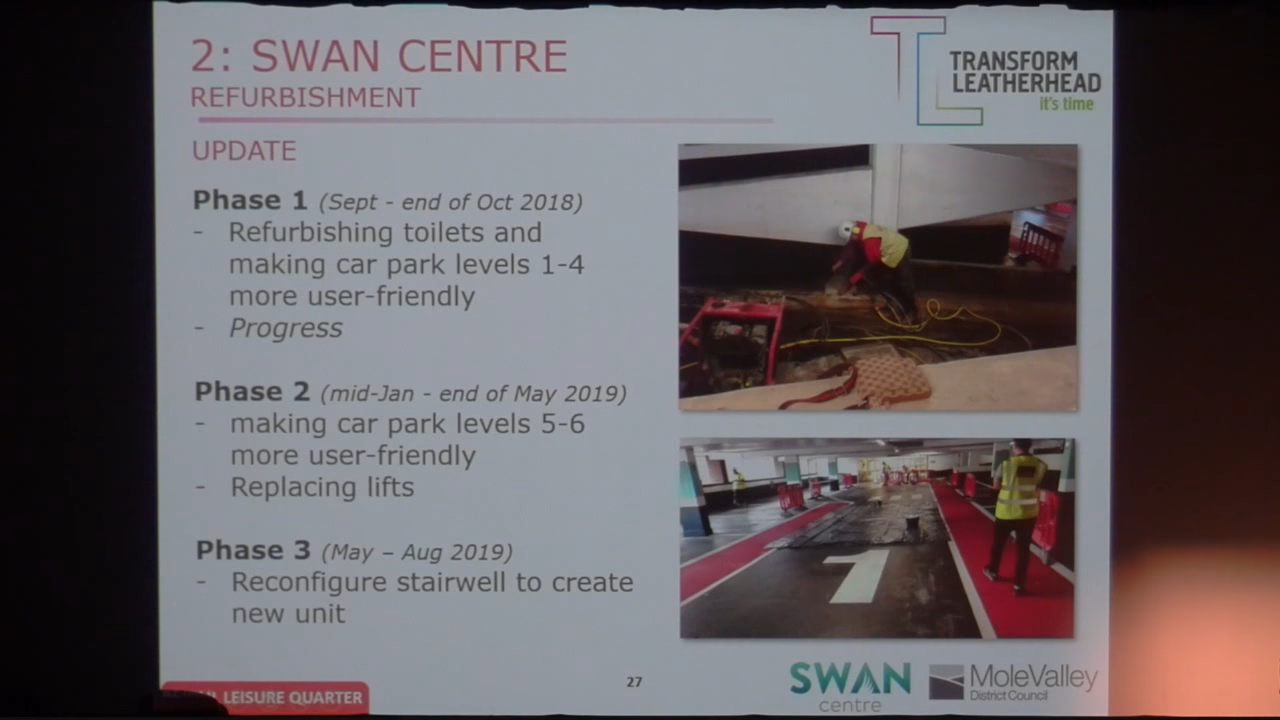 2: SWAN CENTRE
REFURBISHMENT
TRANSFORM
LEATHERHEAD
it's time
UPDATE
Phase 1 (Sept - end of Oct 2018)
- Refurbishing toilets and
making car park levels 1-4
more user-friendly
- Progress
Phase 2 (mid-Jan - end of May 2019)
- making car park levels 5-6
more user-friendly
- Replacing lifts
Phase 3 (May – Aug 2019)
- Reconfigure stairwell to create
new unit
1
LEISURE QUARTER
27
SWAN
centre
MoleValley
District Council